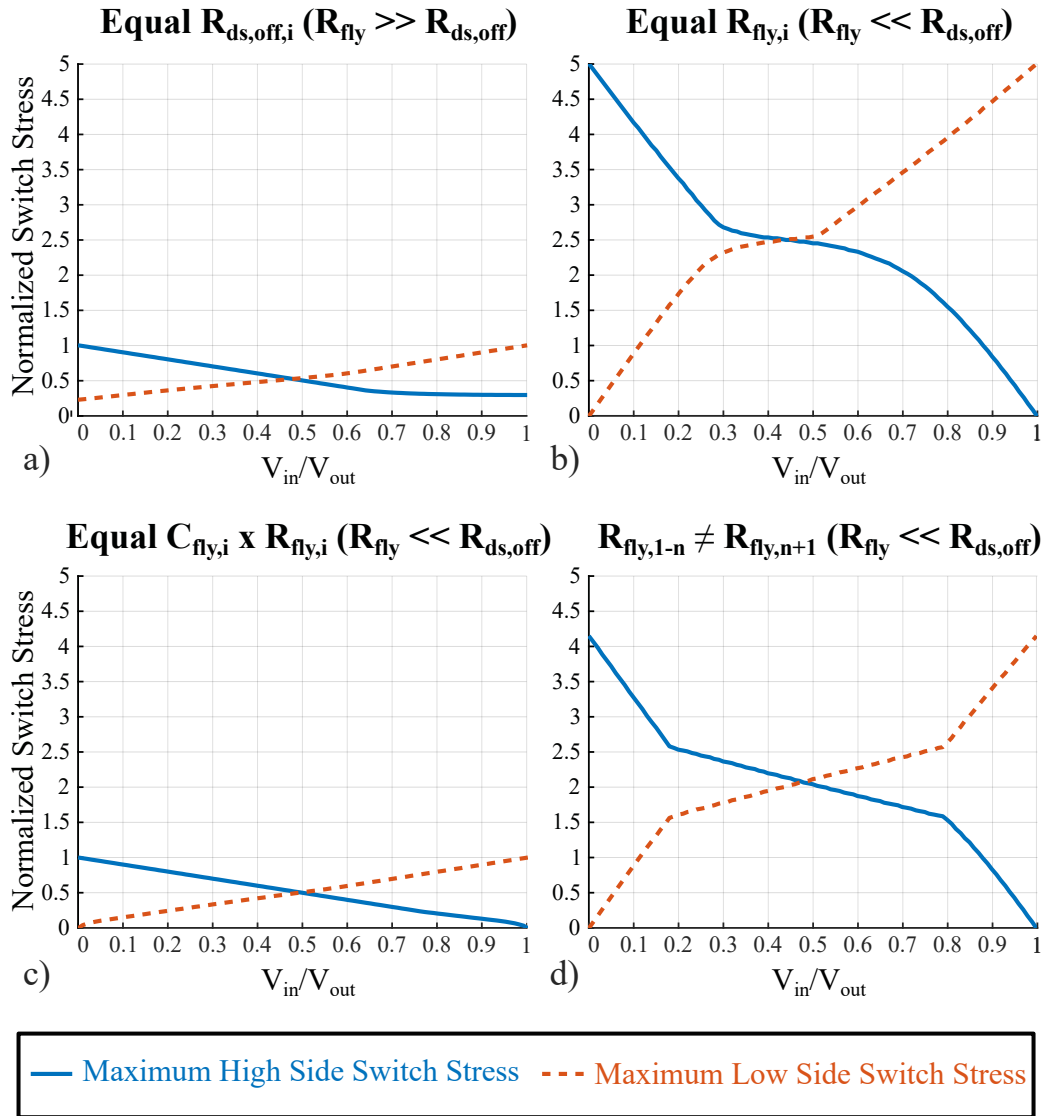 Equal R_ds,off,i (R_fly >> R_ds,off)
Normalized Switch Stress
5
4.5
4
3.5
3
2.5
2
1.5
1
0.5
0
0 0.1 0.2 0.3 0.4 0.5 0.6 0.7 0.8 0.9 1
V_in/V_out
a)
Equal R_fly,i (R_fly << R_ds,off)
5
4.5
4
3.5
3
2.5
2
1.5
1
0.5
0
0 0.1 0.2 0.3 0.4 0.5 0.6 0.7 0.8 0.9 1
V_in/V_out
b)
Equal C_fly,i x R_fly,i (R_fly << R_ds,off)
Normalized Switch Stress
5
4.5
4
3.5
3
2.5
2
1.5
1
0.5
0
0 0.1 0.2 0.3 0.4 0.5 0.6 0.7 0.8 0.9 1
V_in/V_out
c)
R_fly,1-n ≠ R_fly,n+1 (R_fly << R_ds,off)
5
4.5
4
3.5
3
2.5
2
1.5
1
0.5
0
0 0.1 0.2 0.3 0.4 0.5 0.6 0.7 0.8 0.9 1
V_in/V_out
d)
Maximum High Side Switch Stress
Maximum Low Side Switch Stress